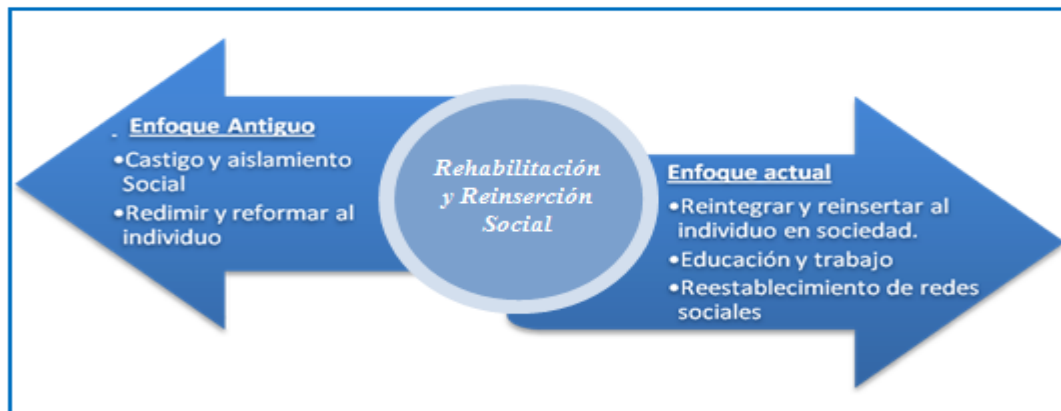 Enfoque Antiguo
•Castigo y aislamiento
Social
•Redimir y reformar al
individuo
Rehabilitación
y Reinserción
Social
Enfoque actual
•Reintegrar y reinsertar al
individuo en sociedad.
•Educación y trabajo
•Reestablecimiento de redes
sociales